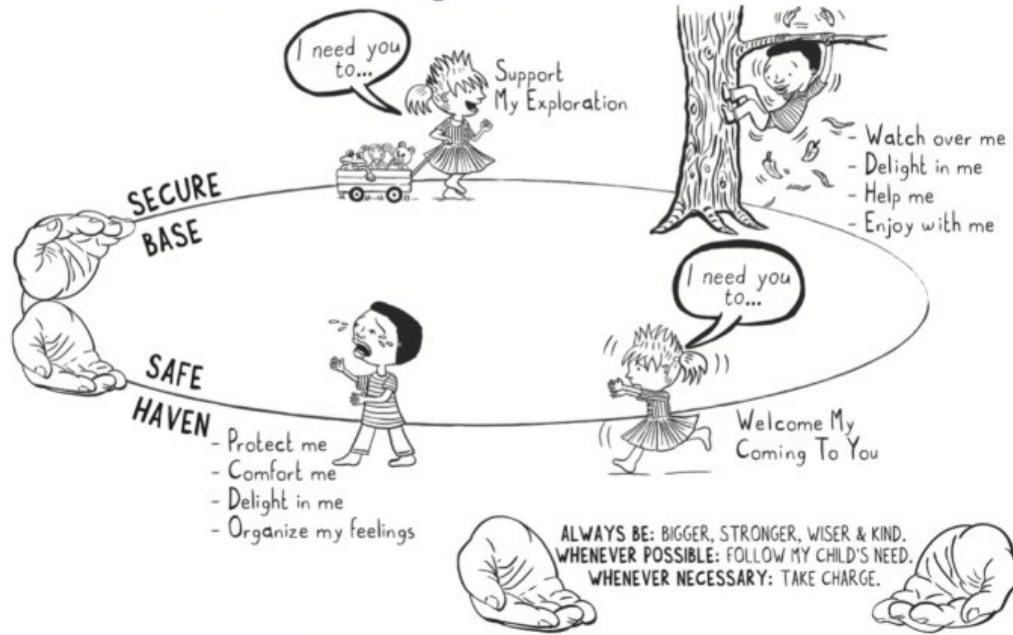 I need you
to...
Support
My Exploration
- Watch over me
- Delight in me
- Help me
- Enjoy with me
SECURE
BASE
I need you
to...
Welcome My
Coming To You
SAFE
HAVEN
- Protect me
- Comfort me
- Delight in me
- Organize my feelings
ALWAYS BE: BIGGER, STRONGER, WISER & KIND.
WHENEVER POSSIBLE: FOLLOW MY CHILD'S NEED.
WHENEVER NECESSARY: TAKE CHARGE.